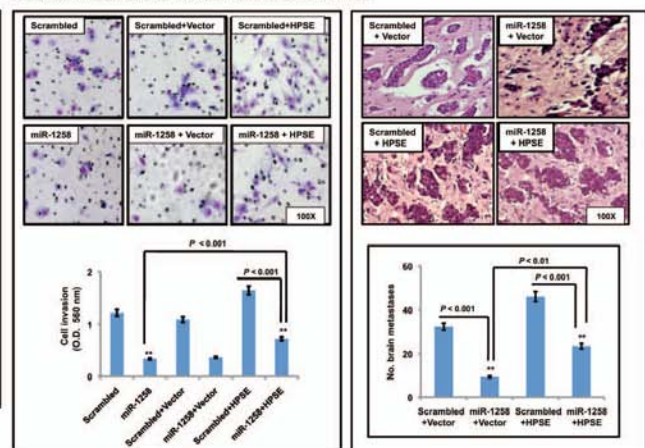 Scrambled
Scrambled+Vector
Scrambled+HPSE
miR-1258
miR-1258 + Vector
miR-1258 + HPSE
100X
P < 0.001
P < 0.001
Cell invasion
(O.D. 560 nm)
2
1
0
**
**
Scrambled
miR-1258
Scrambled+Vector
miR-1258+Vector
Scrambled+HPSE
miR-1258+HPSE
Scrambled
+ Vector
miR-1258
+ Vector
Scrambled
+ HPSE
miR-1258
+ HPSE
100X
P < 0.01
P < 0.001
P < 0.001
No. brain metastases
60
40
20
0
**
**
Scrambled
+Vector
miR-1258
+Vector
Scrambled
+HPSE
miR-1258
+HPSE